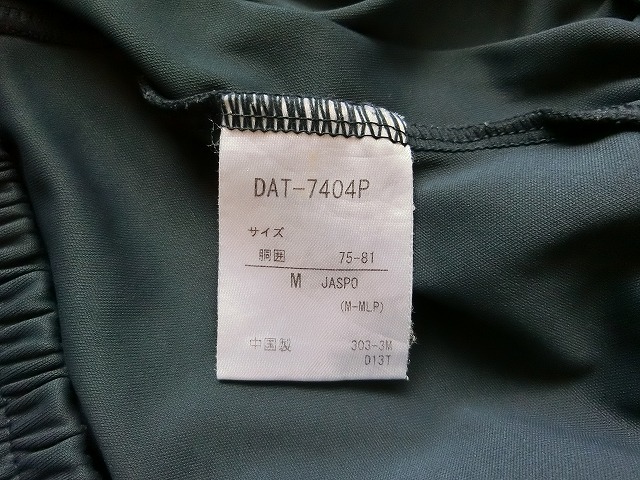 DAT-7404P
サイズ
胴囲 75-81
M JASPO
(M-MLP)
中国製 303-3M
D13T